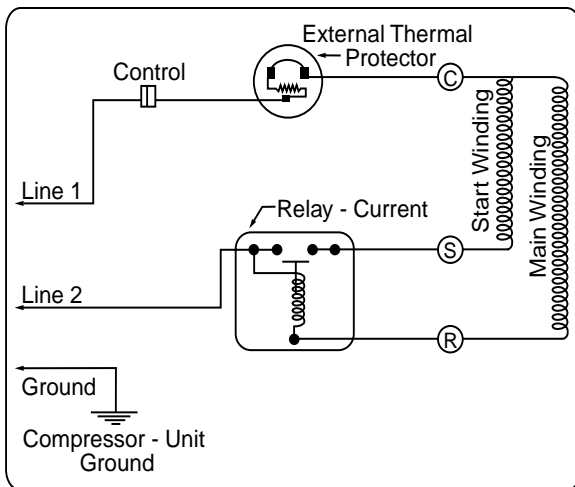 External Thermal
Protector
Control
C
Start Winding
Main Winding
Line 1
Relay - Current
S
Line 2
R
Ground
Compressor - Unit
Ground